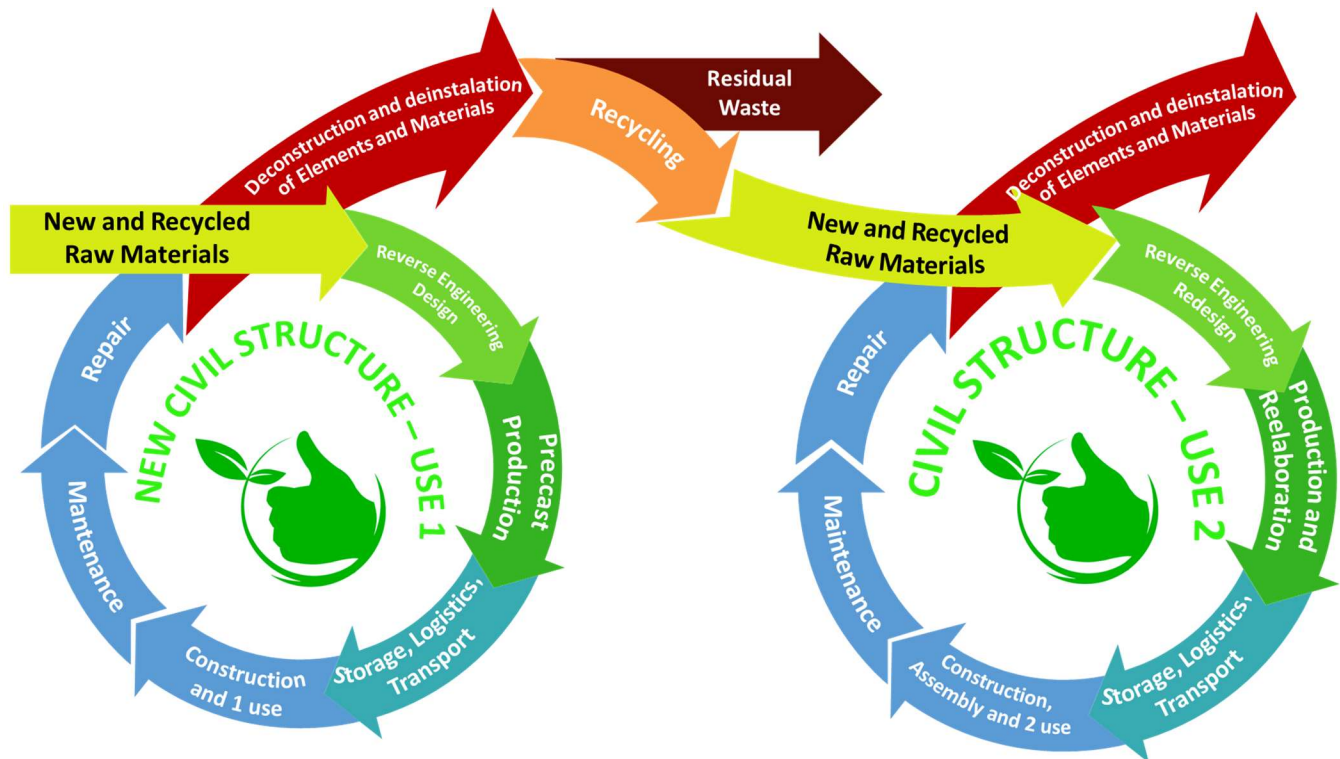 Deconstruction and deinstalation
of Elements and Materials
Recycling
Residual
Waste
New and Recycled
Raw Materials
Reverse Engineering
Design
Preccast
Production
Storage, Logistics,
Transport
Construction
and 1 use
Mantenance
Repair
NEW CIVIL STRUCTURE – USE 1
Deconstruction and deinstalation
of Elements and Materials
New and Recycled
Raw Materials
Reverse Engineering
Redesign
Production and
Reelaboration
Storage, Logistics,
Transport
Construction,
Assembly and 2 use
Maintenance
Repair
CIVIL STRUCTURE – USE 2